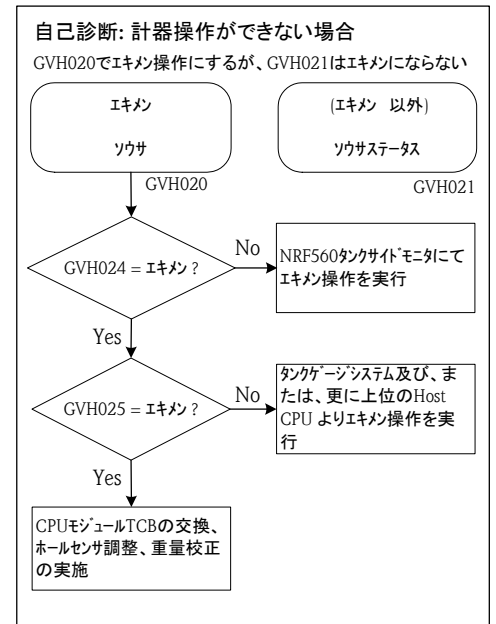 自己診断: 計器操作ができない場合
GVH020でエキメン操作にするが、GVH021はエキメンにならない
エキメン
ソウサ
GVH020
(エキメン 以外)
ソウサステータス
GVH021
GVH024 = エキメン ?
No
NRF560タンクサイドモニタにて
エキメン操作を実行
Yes
GVH025 = エキメン ?
No
タンクゲージシステム及び、ま
たは、更に上位のHost
CPU よりエキメン操作を実
行
Yes
CPUモジュールTCBの交換、
ホールセンサ調整、重量校正
の実施